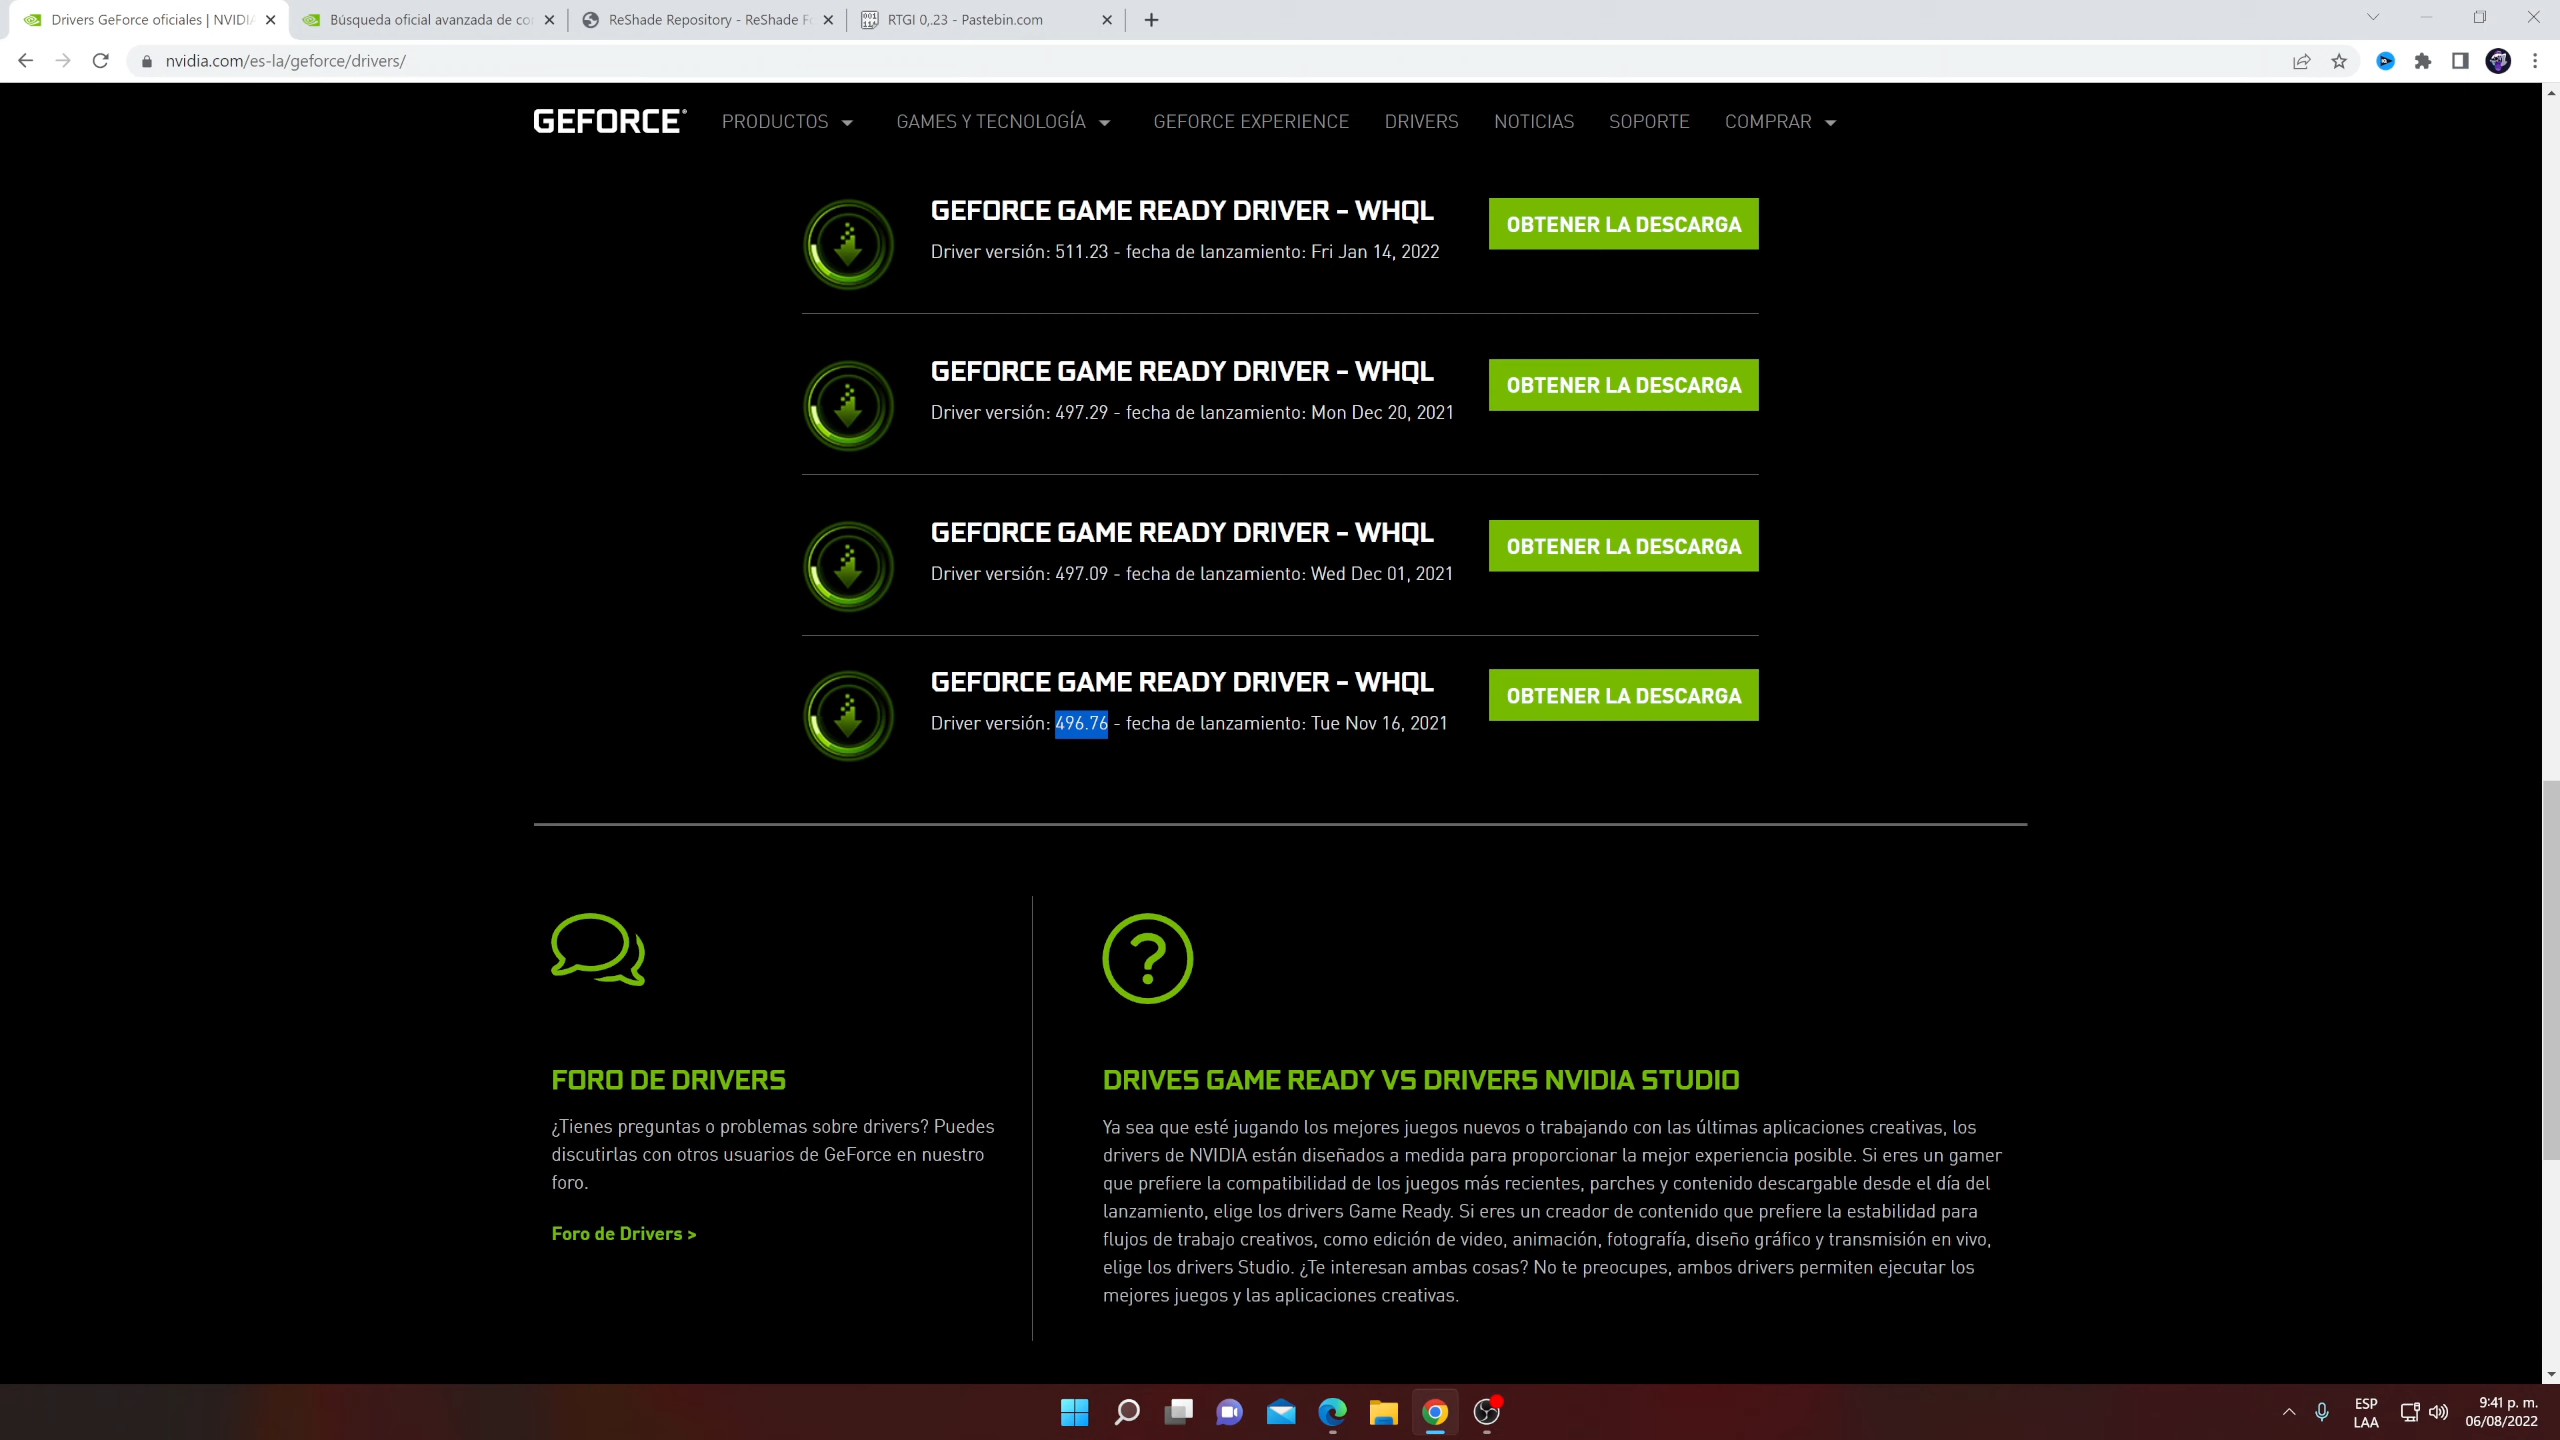 Drivers GeForce oficiales | NVIDIA
Búsqueda oficial avanzada de co
ReShade Repository - ReShade Fo
RTGI 0,.23 - Pastebin.com
nvidia.com/es-la/geforce/drivers/
GEFORCE
PRODUCTOS
GAMES Y TECNOLOGÍA
GEFORCE EXPERIENCE
DRIVERS
NOTICIAS
SOPORTE
COMPRAR
GEFORCE GAME READY DRIVER - WHQL
Driver versión: 511.23 - fecha de lanzamiento: Fri Jan 14, 2022
OBTENER LA DESCARGA
GEFORCE GAME READY DRIVER - WHQL
Driver versión: 497.29 - fecha de lanzamiento: Mon Dec 20, 2021
OBTENER LA DESCARGA
GEFORCE GAME READY DRIVER - WHQL
Driver versión: 497.09 - fecha de lanzamiento: Wed Dec 01, 2021
OBTENER LA DESCARGA
GEFORCE GAME READY DRIVER - WHQL
Driver versión: 496.76 - fecha de lanzamiento: Tue Nov 16, 2021
OBTENER LA DESCARGA
FORO DE DRIVERS
¿Tienes preguntas o problemas sobre drivers? Puedes
discutirlas con otros usuarios de GeForce en nuestro
foro.
Foro de Drivers >
DRIVES GAME READY VS DRIVERS NVIDIA STUDIO
Ya sea que esté jugando los mejores juegos nuevos o trabajando con las últimas aplicaciones creativas, los
drivers de NVIDIA están diseñados a medida para proporcionar la mejor experiencia posible. Si eres un gamer
que prefiere la compatibilidad de los juegos más recientes, parches y contenido descargable desde el día del
lanzamiento, elige los drivers Game Ready. Si eres un creador de contenido que prefiere la estabilidad para
flujos de trabajo creativos, como edición de video, animación, fotografía, diseño gráfico y transmisión en vivo,
elige los drivers Studio. ¿Te interesan ambas cosas? No te preocupes, ambos drivers permiten ejecutar los
mejores juegos y las aplicaciones creativas.
ESP
LAA
9:41 p. m.
06/08/2022